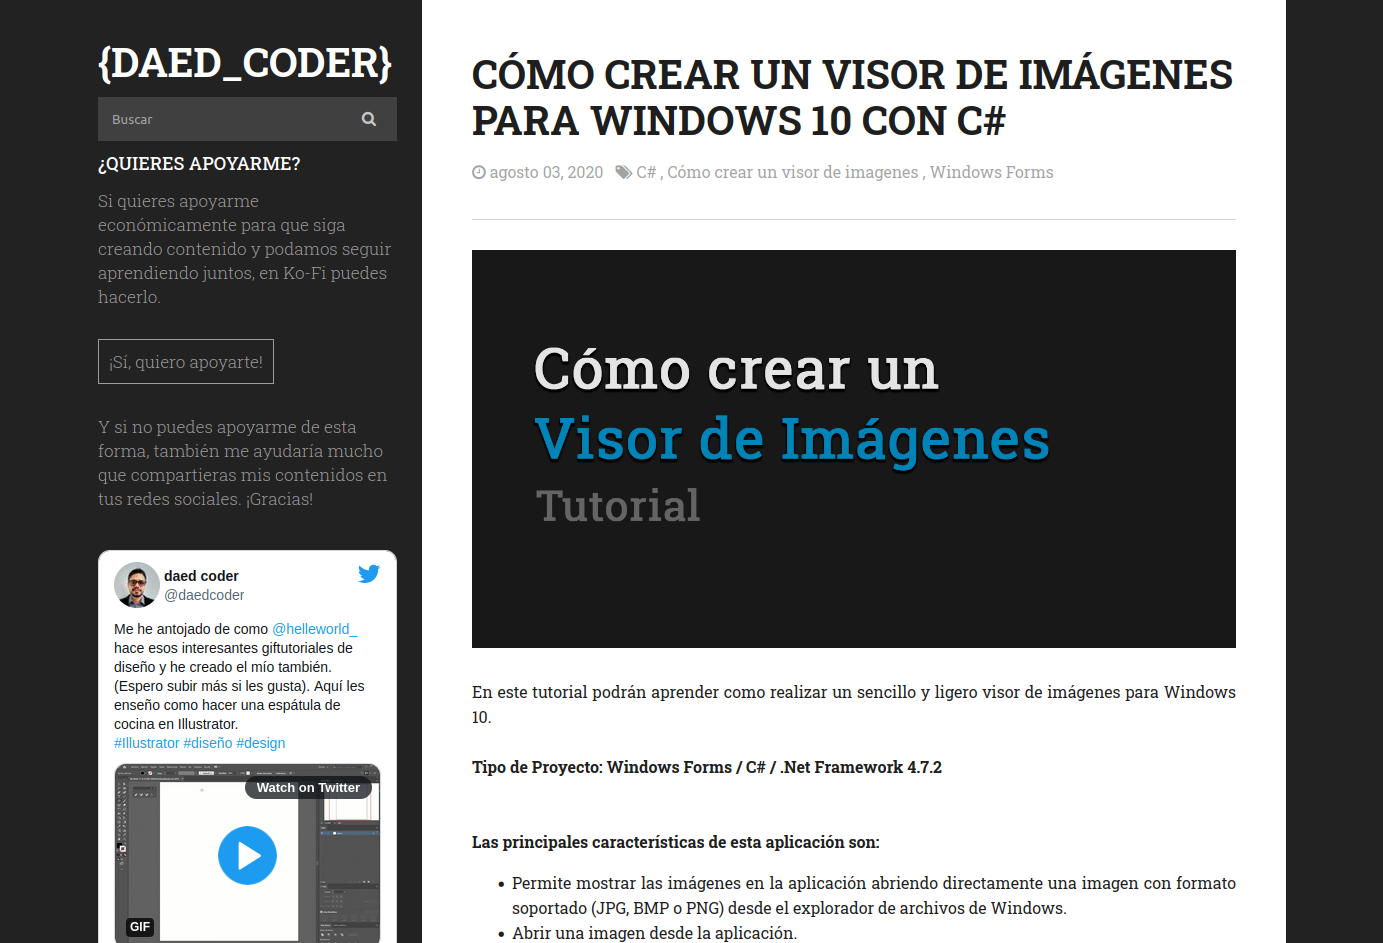 {DAED_CODER}
Buscar
¿QUIERES APOYARME?
Si quieres apoyarme
económicamente para que siga
creando contenido y podamos seguir
aprendiendo juntos, en Ko-Fi puedes
hacerlo.
¡Sí, quiero apoyarte!
Y si no puedes apoyarme de esta
forma, también me ayudaría mucho
que compartieras mis contenidos en
tus redes sociales. ¡Gracias!
daed coder
@daedcoder
Me he antojado de como @helleworld_
hace esos interesantes giftutoriales de
diseño y he creado el mío también.
(Espero subir más si les gusta). Aquí les
enseño como hacer una espátula de
cocina en Illustrator.
#Illustrator #diseño #design
Watch on Twitter
GIF
CÓMO CREAR UN VISOR DE IMÁGENES
PARA WINDOWS 10 CON C#
agosto 03, 2020 C# , Cómo crear un visor de imagenes , Windows Forms
Cómo crear un
Visor de Imágenes
Tutorial
En este tutorial podrán aprender como realizar un sencillo y ligero visor de imágenes para Windows
10.
Tipo de Proyecto: Windows Forms / C# / .Net Framework 4.7.2
Las principales características de esta aplicación son:
• Permite mostrar las imágenes en la aplicación abriendo directamente una imagen con formato
soportado (JPG, BMP o PNG) desde el explorador de archivos de Windows.
• Abrir una imagen desde la aplicación.